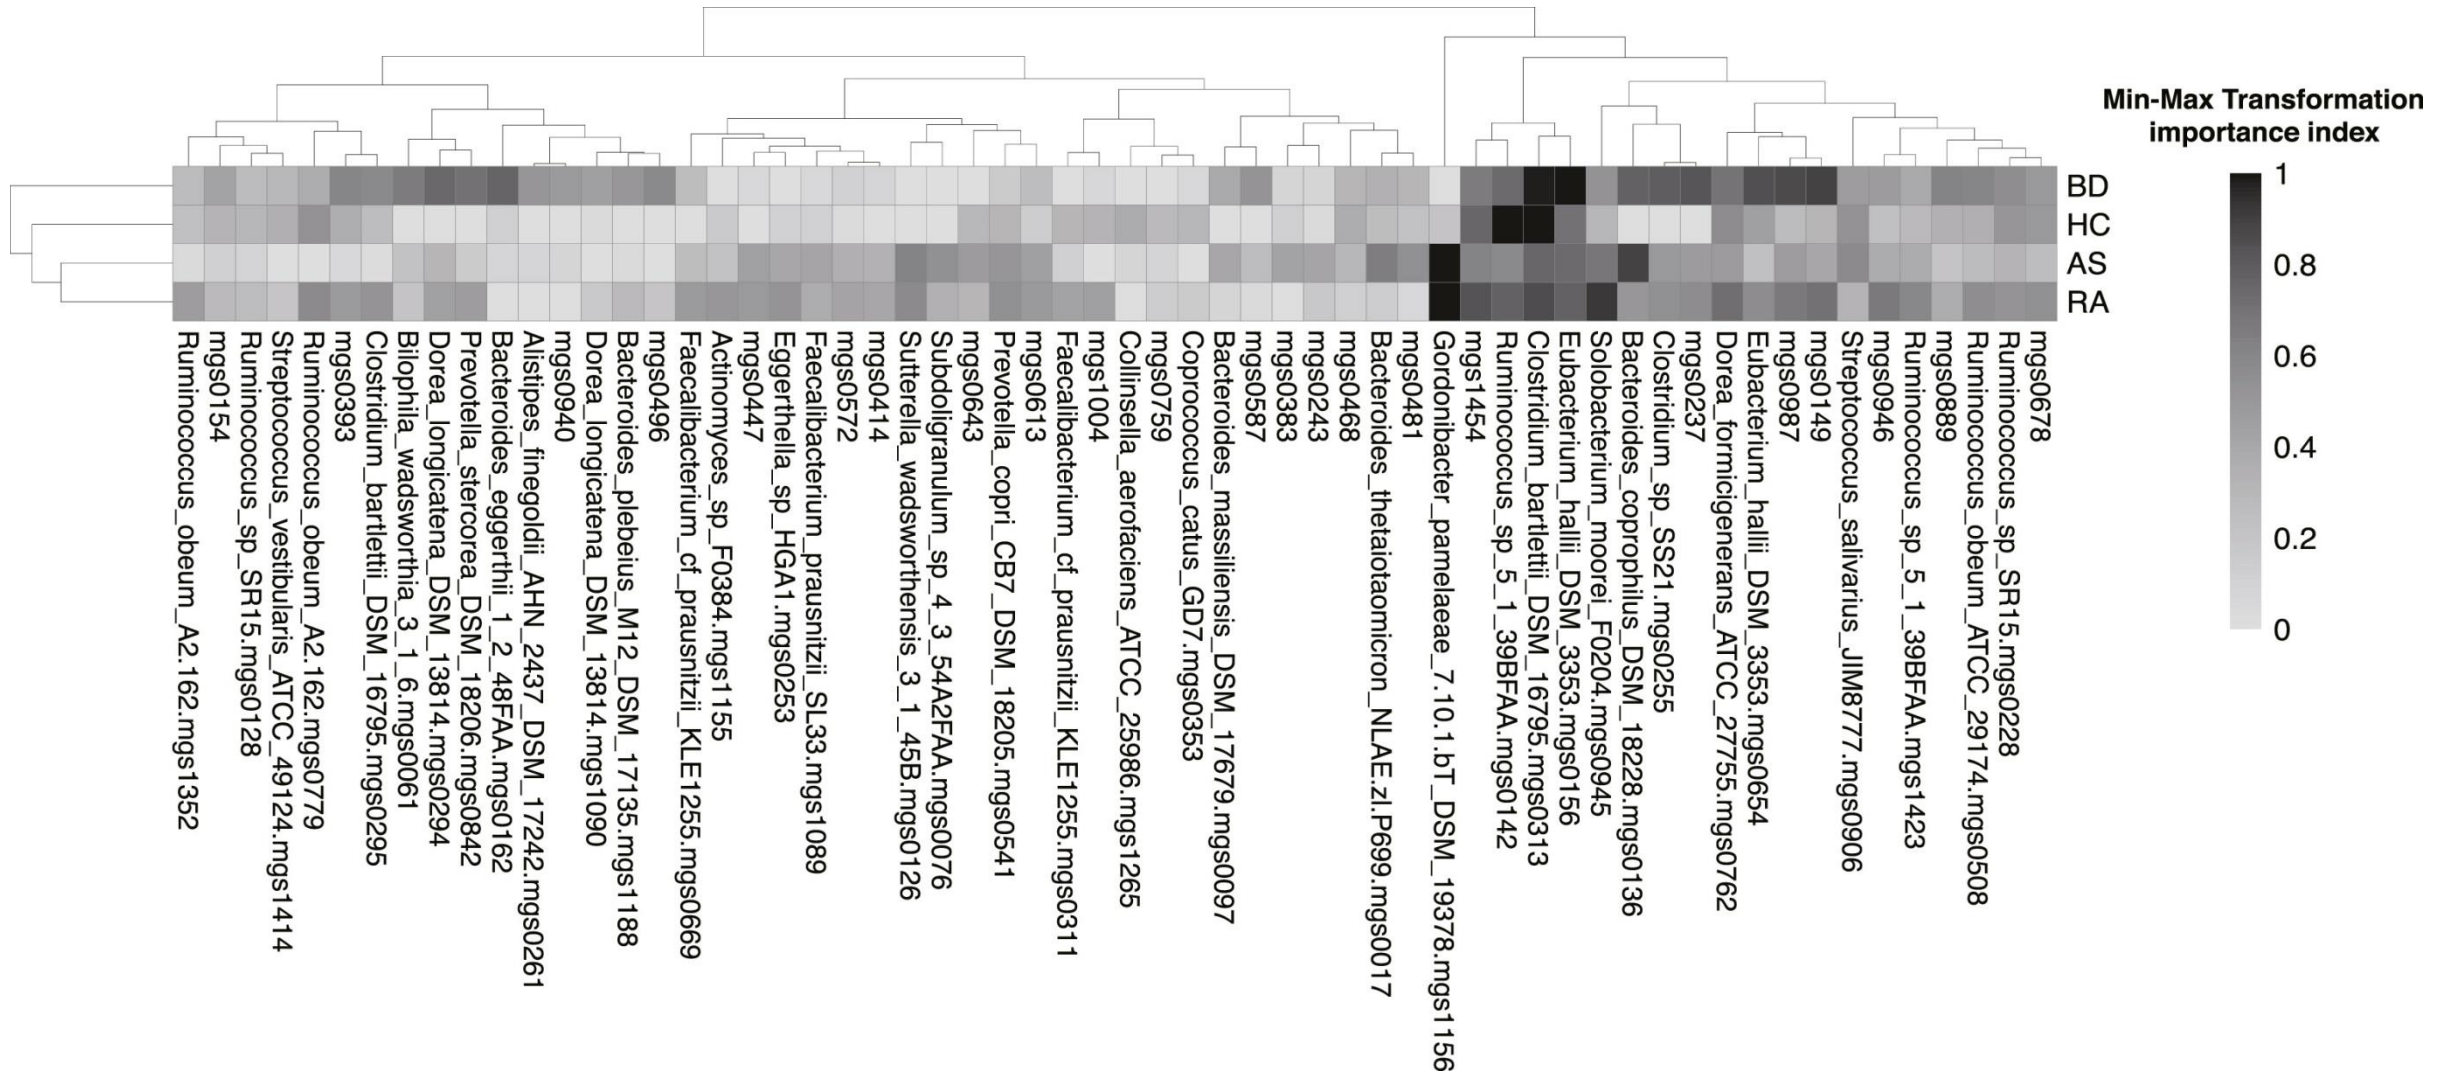 Min-Max Transformation
importance index
1
0.8
0.6
0.4
0.2
0
BD
HC
AS
RA
Ruminococcus_obeum_A2.162.mgs1352
mgs0154
Ruminococcus_sp_SR15.mgs0128
Streptococcus_vestibularis_ATCC_49124.mgs1414
Ruminococcus_obeum_A2.162.mgs0779
mgs0393
Clostridium_bartlettii_DSM_16795.mgs0295
Bilophila_wadsworthia_3_1_6.mgs0061
Dorea_longicatena_DSM_13814.mgs0294
Prevotella_stercorea_DSM_18206.mgs0842
Bacteroides_eggerthii_1_2_48FAA.mgs0162
Alistipes_finegoldii_AHN_2437_DSM_17242.mgs0261
mgs0940
Dorea_longicatena_DSM_13814.mgs1090
Bacteroides_plebeius_M12_DSM_17135.mgs1188
mgs0496
Faecalibacterium_cf_prausnitzii_KLE1255.mgs0669
Actinomyces_sp_F0384.mgs1155
mgs0447
Eggerthella_sp_HGA1.mgs0253
Faecalibacterium_prausnitzii_SL33.mgs1089
mgs0572
mgs0414
Sutterella_wadsworthensis_3_1_45B.mgs0126
Subdoligranulum_sp_4_3_54A2FAA.mgs0076
mgs0643
Prevotella_copri_CB7_DSM_18205.mgs0541
mgs0613
Faecalibacterium_cf_prausnitzii_KLE1255.mgs0311
mgs1004
Collinsella_aerofaciens_ATCC_25986.mgs1265
mgs0759
Coprococcus_catus_GD7.mgs0353
Bacteroides_massiliensis_DSM_17679.mgs0097
mgs0587
mgs0383
mgs0243
mgs0468
Bacteroides_thetaiotaomicron_NLAE.zl.P699.mgs0017
mgs0481
Gordonibacter_pamelaeae_7.10.1.bT_DSM_19378.mgs1156
mgs1454
Ruminococcus_sp_5_1_39BFAA.mgs0142
Clostridium_bartlettii_DSM_16795.mgs0313
Eubacterium_hallii_DSM_3353.mgs0156
Solobacterium_moorei_F0204.mgs0945
Bacteroides_coprophilus_DSM_18228.mgs0136
Clostridium_sp_SS21.mgs0255
mgs0237
Dorea_formicigenerans_ATCC_27755.mgs0762
Eubacterium_hallii_DSM_3353.mgs0654
mgs0987
mgs0149
Streptococcus_salivarius_JIM8777.mgs0906
mgs0946
Ruminococcus_sp_5_1_39BFAA.mgs1423
mgs0889
Ruminococcus_obeum_ATCC_29174.mgs0508
Ruminococcus_sp_SR15.mgs0228
mgs0678